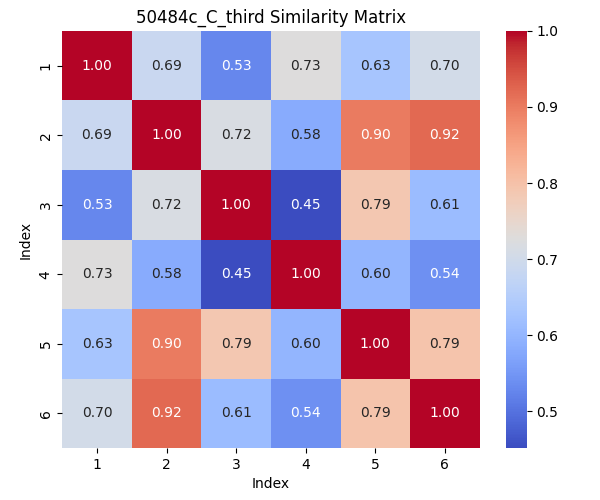 50484c_C_third Similarity Matrix
1 1.00 0.69 0.53 0.73 0.63 0.70
2 0.69 1.00 0.72 0.58 0.90 0.92
3 0.53 0.72 1.00 0.45 0.79 0.61
4 0.73 0.58 0.45 1.00 0.60 0.54
5 0.63 0.90 0.79 0.60 1.00 0.79
6 0.70 0.92 0.61 0.54 0.79 1.00
1 2 3 4 5 6
Index
Index
1.0
0.9
0.8
0.7
0.6
0.5